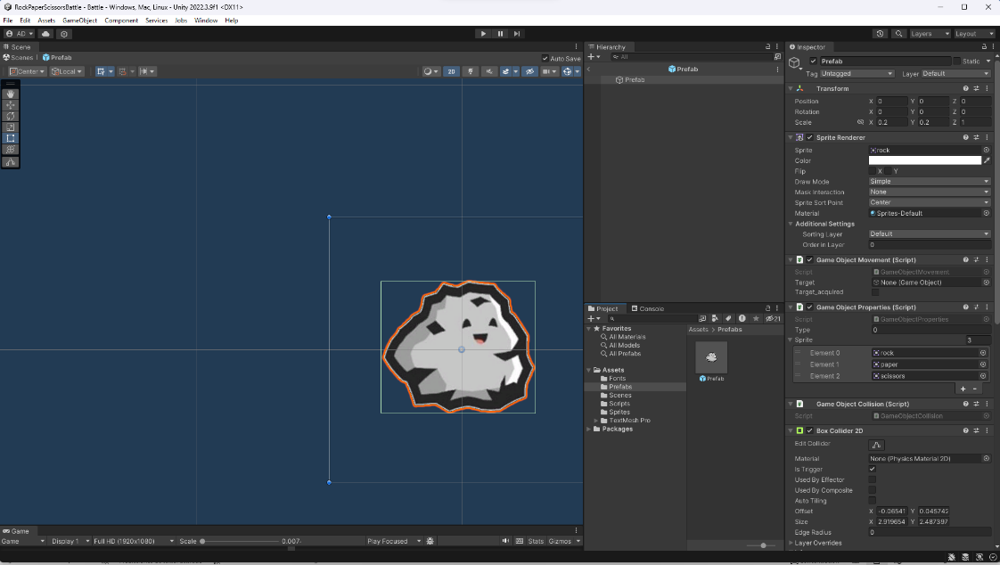 RockPaperScissorsBattle - Battle - Windows, Mac, Linux - Unity 2022.3.9f1 <DX11>
File Edit Assets GameObject Component Services Jobs Window Help
AD
Layers Layout
Scene
Scenes Prefab
Auto Save
Center Local
2D
Hierarchy
All
Prefab
Prefab
Inspector
Prefab Static
Tag Untagged Layer Default
Transform
Position X 0 Y 0 Z 0
Rotation X 0 Y 0 Z 0
Scale X 0.2 Y 0.2 Z 1
Sprite Renderer
Sprite rock
Color
Flip X Y
Draw Mode Simple
Mask Interaction None
Sprite Sort Point Center
Material Sprites-Default
Additional Settings
Sorting Layer Default
Order in Layer 0
Game Object Movement (Script)
Script GameObjectMovement
Target None (Game Object)
Target_acquired
Game Object Properties (Script)
Script GameObjectProperties
Type 0
Sprite 3
Element 0 rock
Element 1 paper
Element 2 scissors
+ -
Game Object Collision (Script)
Script GameObjectCollision
Box Collider 2D
Edit Collider
Material None (Physics Material 2D)
Is Trigger
Used By Effector
Used By Composite
Auto Tiling
Offset X -0.06541 Y 0.045742
Size X 2.919654 Y 2.487397
Edge Radius 0
Layer Overrides
Project Console
21
Favorites
All Materials
All Models
All Prefabs
Assets
Fonts
Prefabs
Scenes
Scripts
Sprites
TextMesh Pro
Packages
Assets > Prefabs
Prefab
Game
Game Display 1 Full HD (1920x1080) Scale 0.007 Play Focused Stats Gizmos